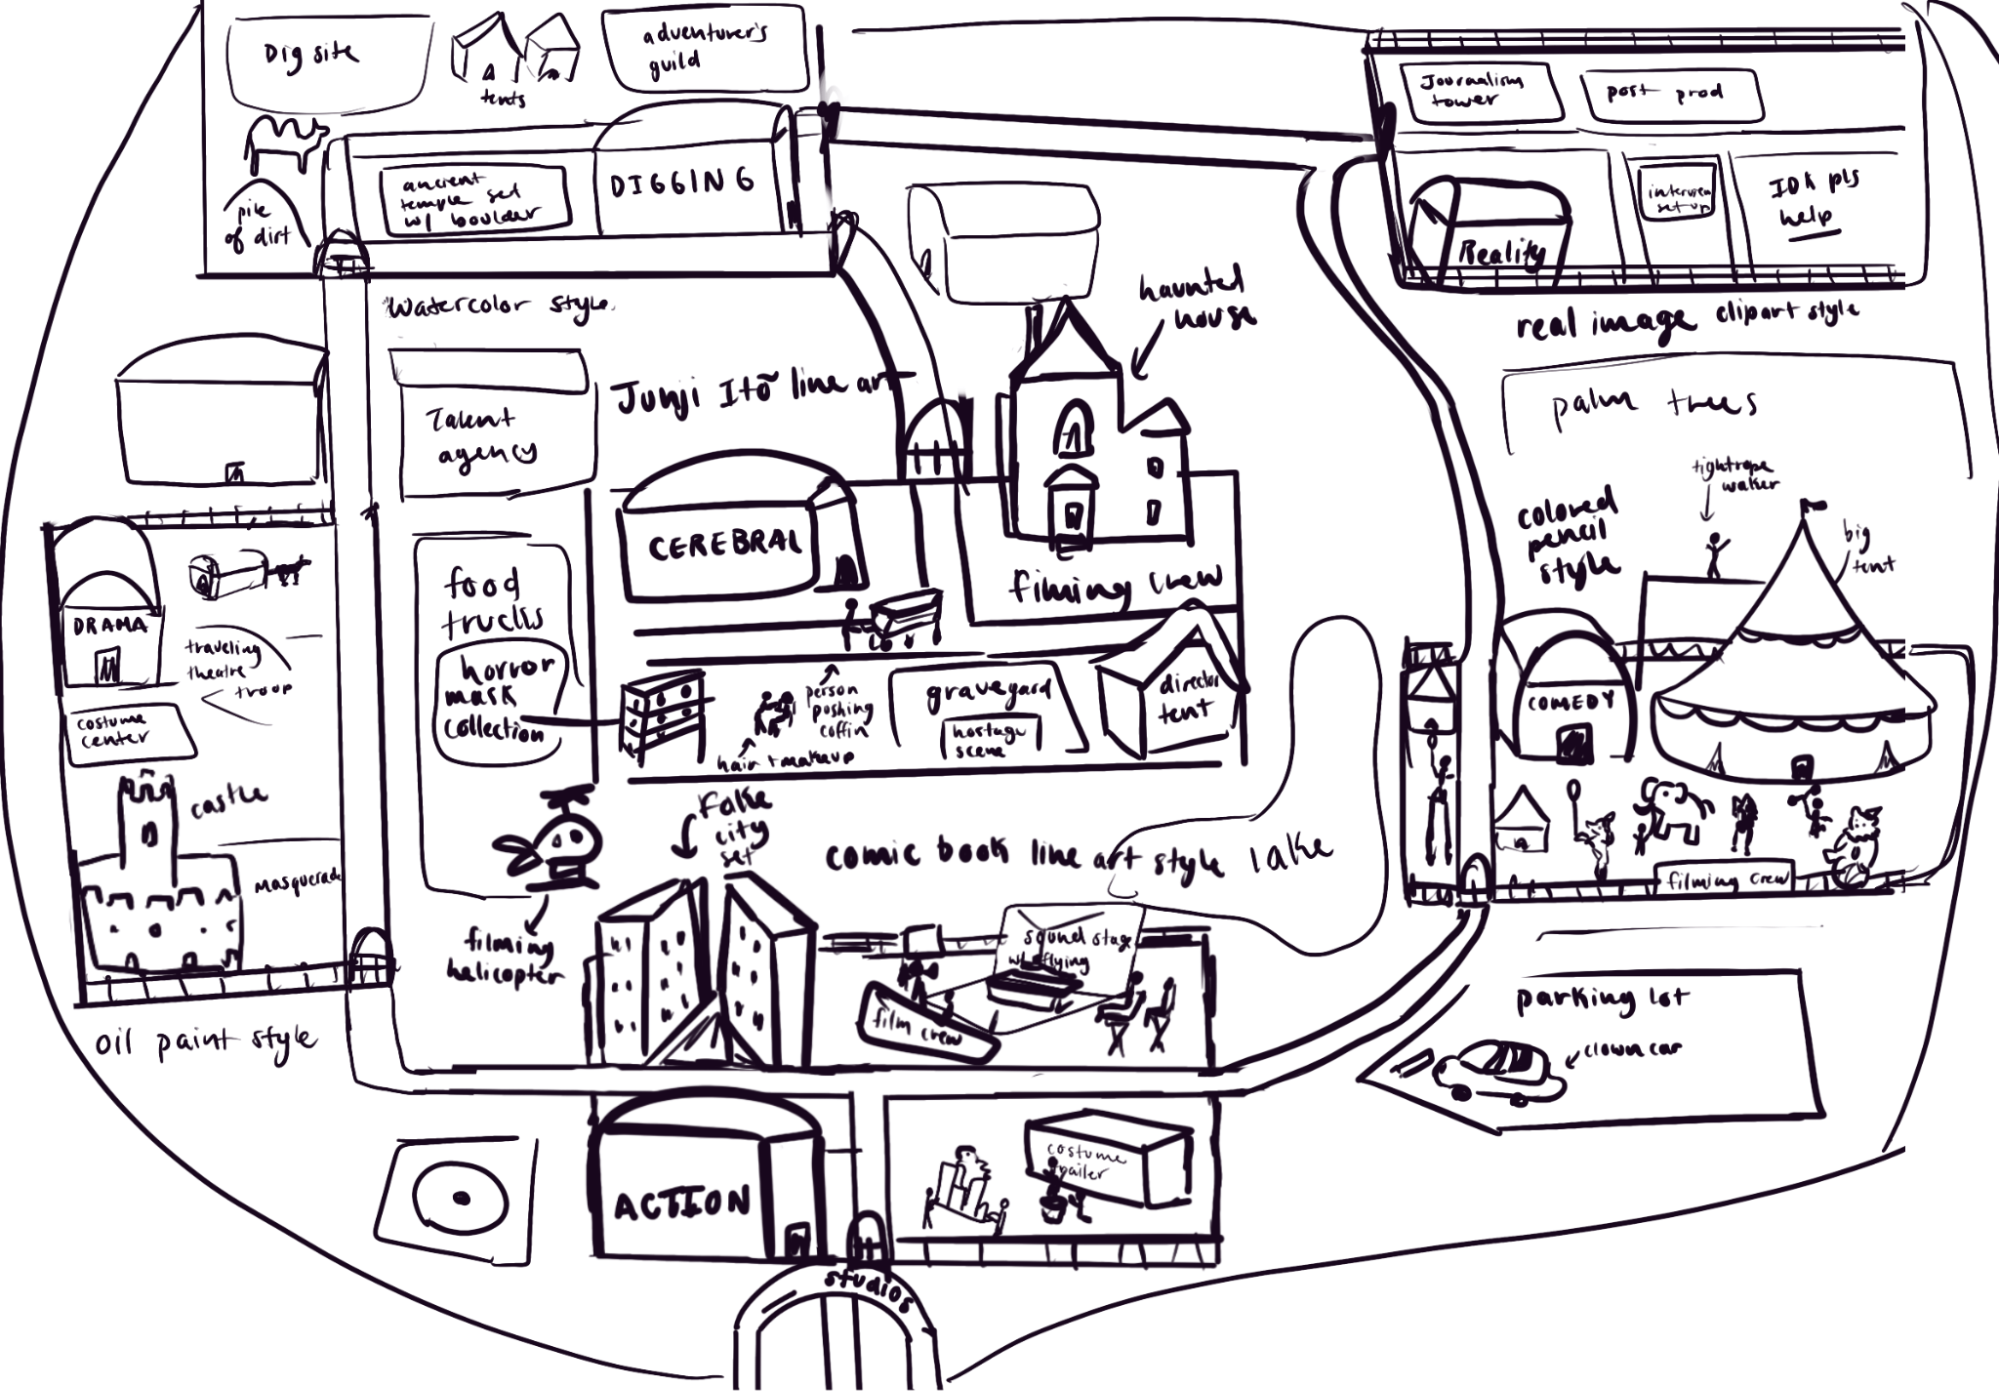 Dig site
tents
adventurer's
guild
Journalism
tower
post prod
ancient
temple set
w/ boulder
DIGGING
pile
of dirt
Reality
interview
set up
IDK pls
help
watercolor style
haunted
house
real image clipart style
Talent
agency
Junji Itō line art
palm trees
tightrope
waker
colored
pencil
style
big
tent
CEREBRAL
filming crew
food
trucks
DRAMA
traveling
theatre
troop
horror
mask
collection
person
pushing
coffin
hair + makeup
graveyard
hostage
scene
director
tent
COMEDY
costume
center
castle
masquerade
Fake
city
set
comic book line art style
lake
filming crew
filming
helicopter
sound stage
w/ flying
film crew
oil paint style
parking lot
clown car
ACTION
costume
trailer
studios